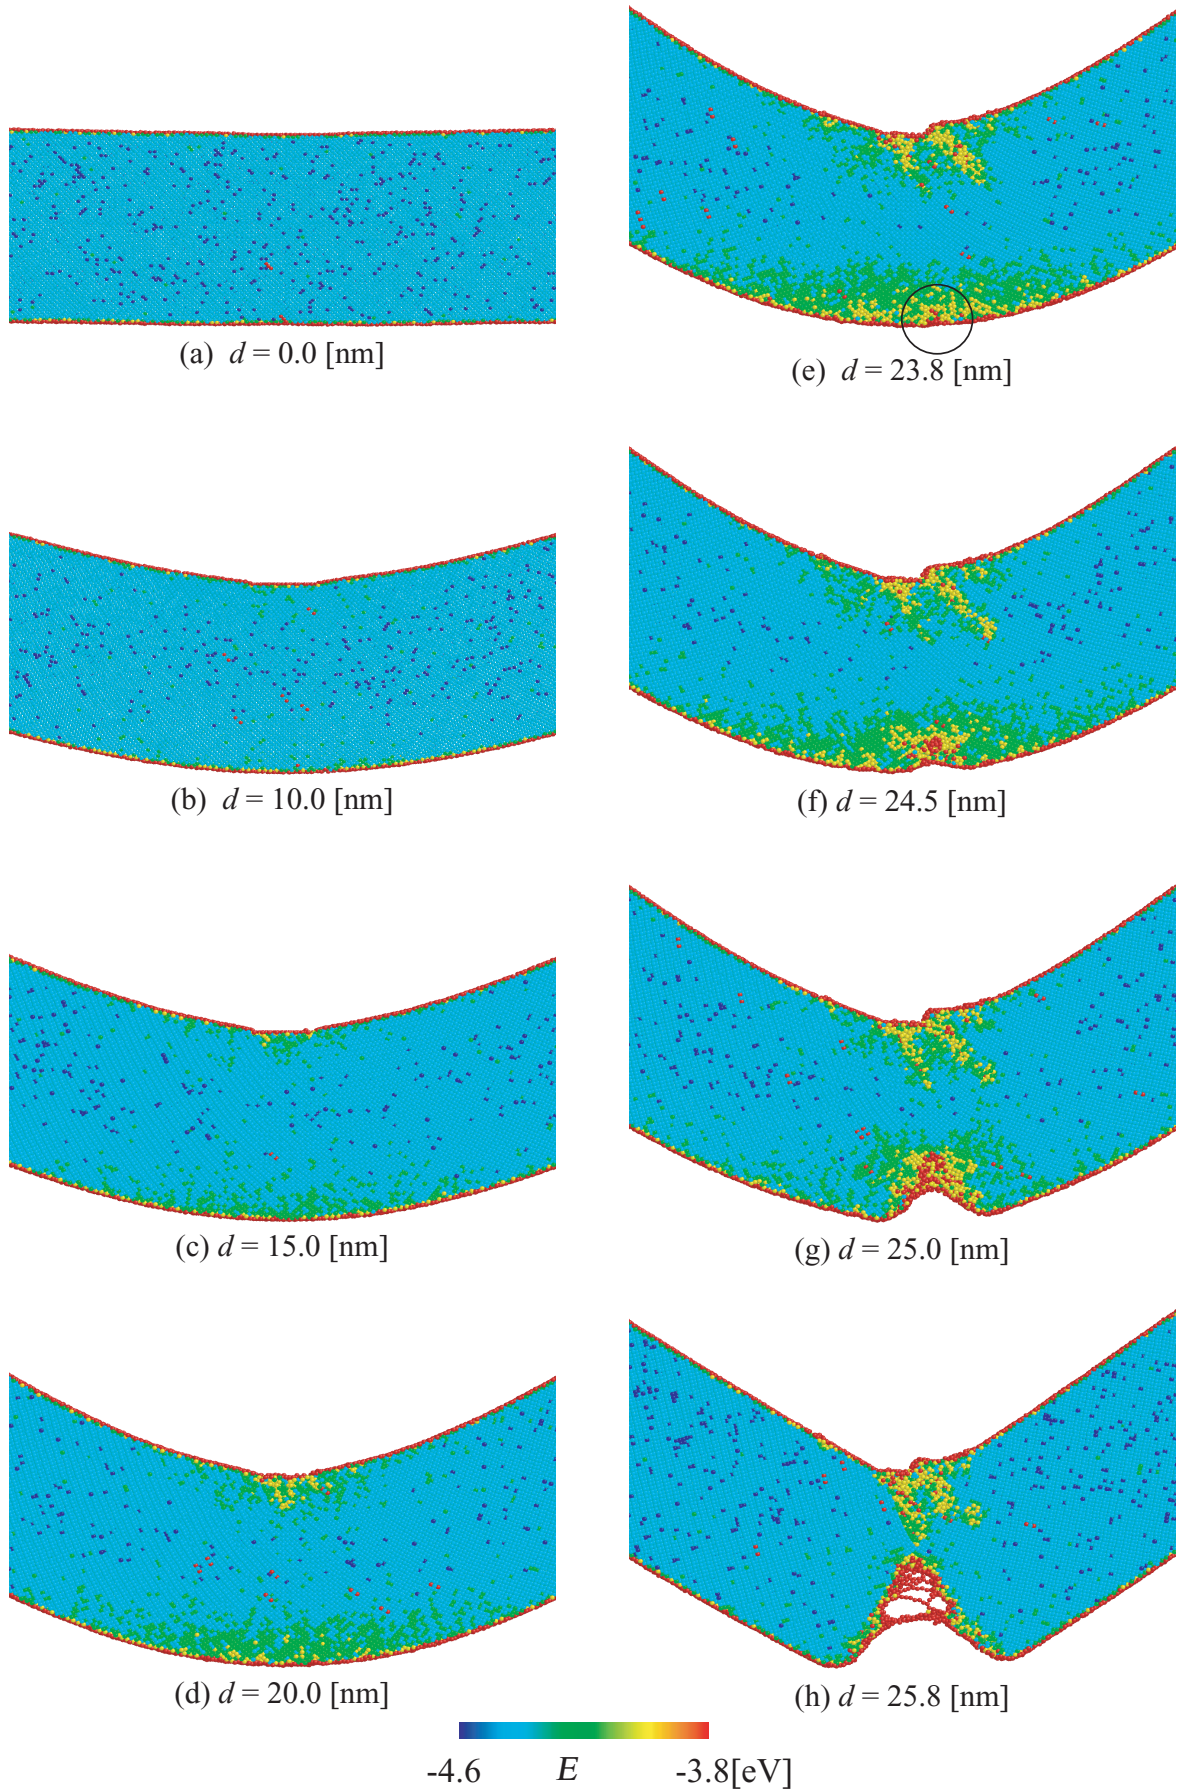 (a) d = 0.0 [nm]
(b) d = 10.0 [nm]
(c) d = 15.0 [nm]
(d) d = 20.0 [nm]
(e) d = 23.8 [nm]
(f) d = 24.5 [nm]
(g) d = 25.0 [nm]
(h) d = 25.8 [nm]
-4.6 E -3.8[eV]